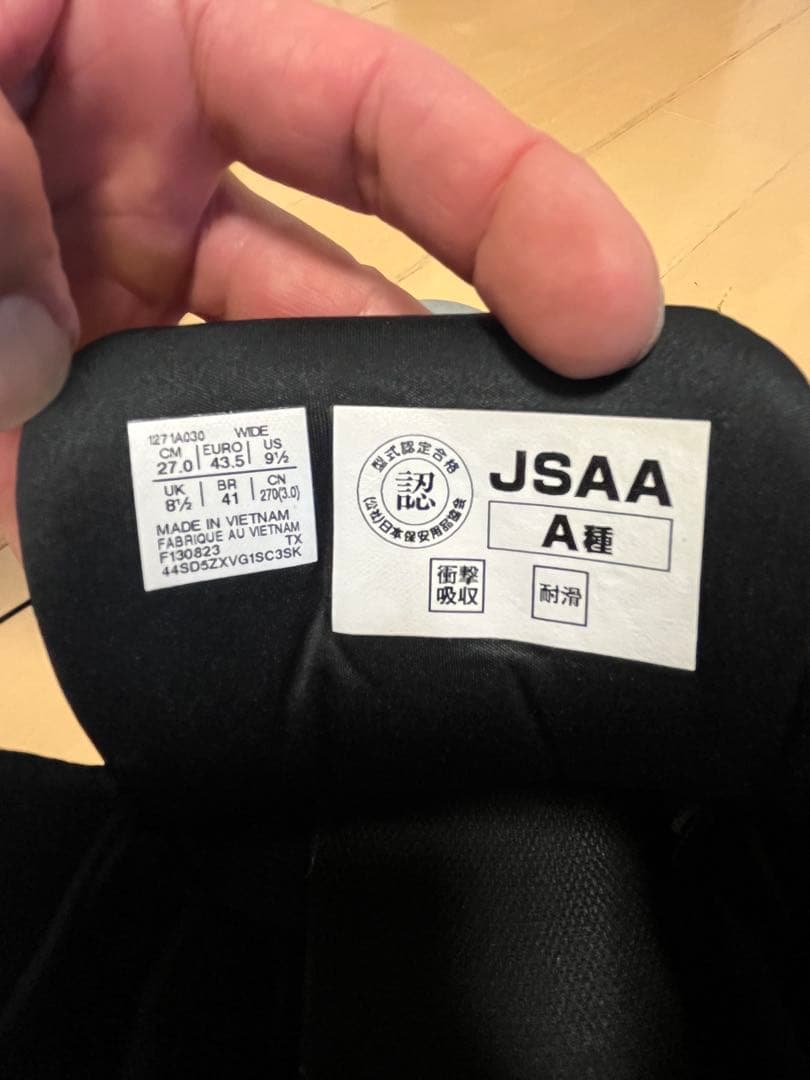 1271A030 WIDE
CM EURO US
27.0 43.5 9½
UK BR CN
8½ 41 270(3.0)
MADE IN VIETNAM
FABRIQUE AU VIETNAM
F130823 TX
44SD5ZXVG1SC3SK
型式認定合格
認
(公社)日本保安用品協会
JSAA
A種
衝撃
吸収
耐滑